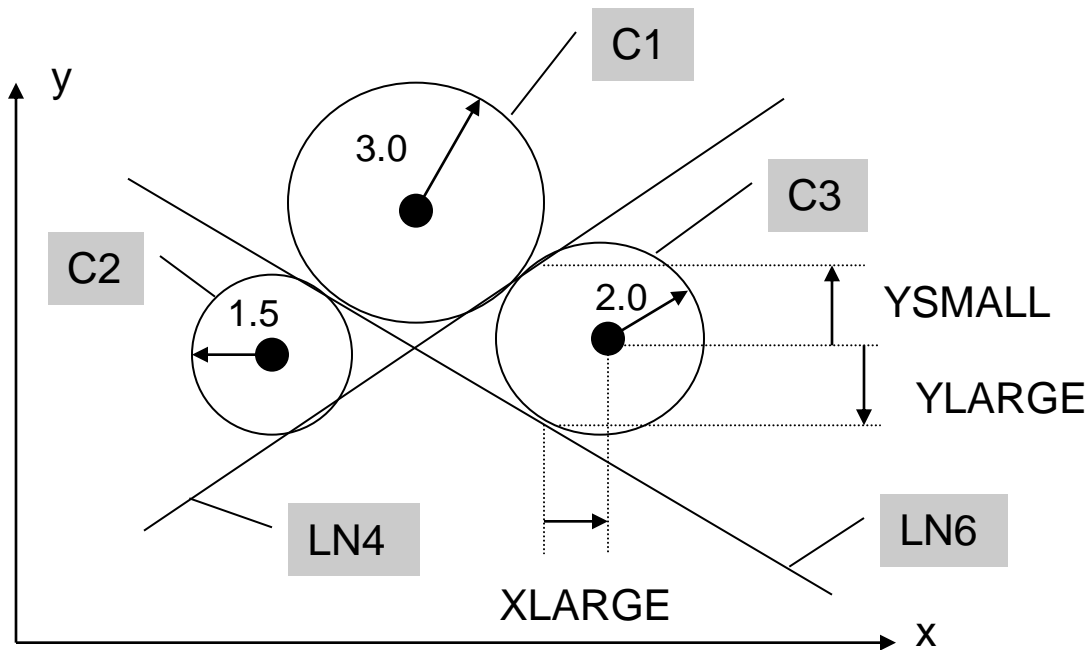 C1
y
3.0
C3
C2
1.5
2.0
YSMALL
YLARGE
LN4
LN6
XLARGE
x